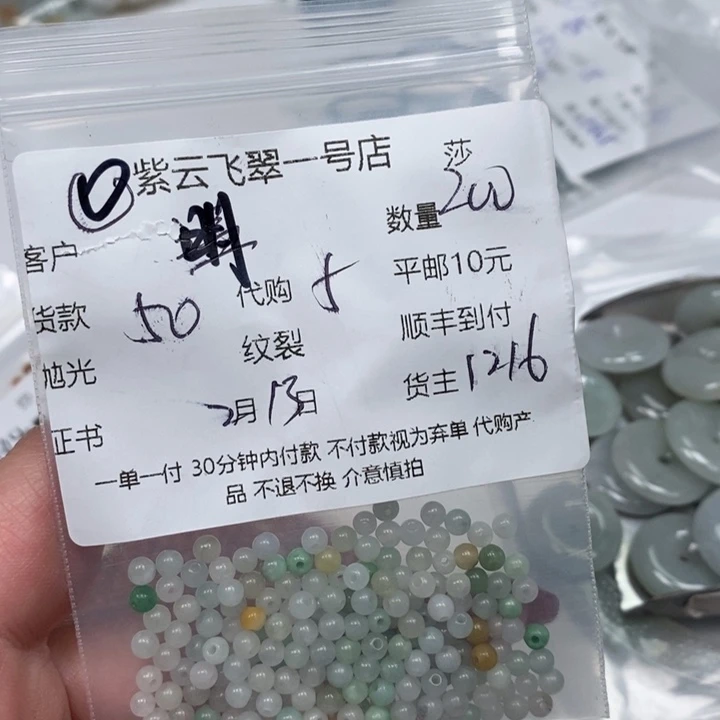 紫云飞翠一号店 莎
客户 数量 200
货款 50 代购 5 平邮10元
抛光 纹裂 顺丰到付
证书 2月13日 货主 1216
一单一付 30分钟内付款 不付款视为弃单 代购产
品 不退不换 介意慎拍